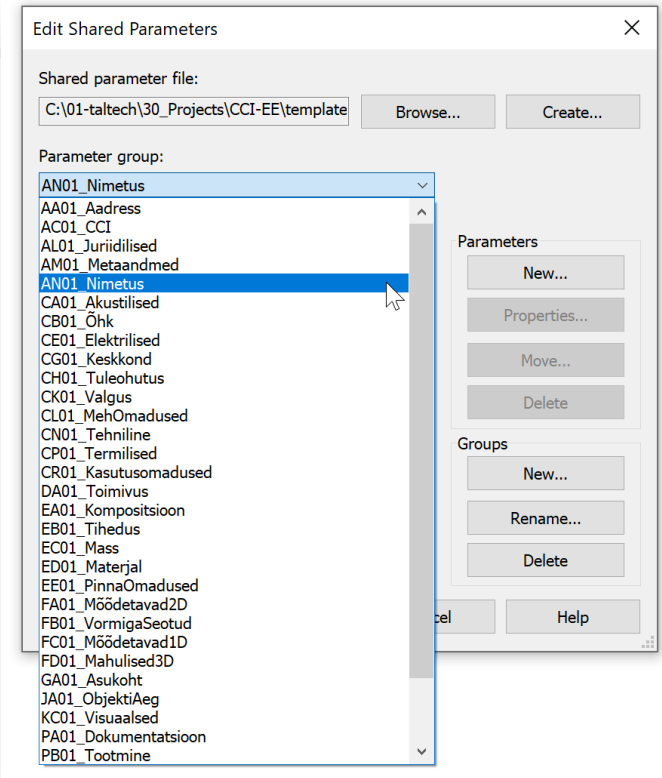 Edit Shared Parameters
Shared parameter file:
C:\01-taltech\30_Projects\CCI-EE\template
Browse...
Create...
Parameter group:
AN01_Nimetus
AA01_Aadress
AC01_CCI
AL01_Juriidilised
AM01_Metaandmed
AN01_Nimetus
CA01_Akustilised
CB01_Õhk
CE01_Elektrilised
CG01_Keskkond
CH01_Tuleohutus
CK01_Valgus
CL01_MehOmadused
CN01_Tehniline
CP01_Termilised
CR01_Kasutusomadused
DA01_Toimivus
EA01_Kompositsioon
EB01_Tihedus
EC01_Mass
ED01_Materjal
EE01_PinnaOmadused
FA01_Mõõdetavad2D
FB01_VormigaSeotud
FC01_Mõõdetavad1D
FD01_Mahulised3D
GA01_Asukoht
JA01_ObjektiAeg
KC01_Visuaalsed
PA01_Dokumentatsioon
PB01_Tootmine
Parameters
New...
Properties...
Move...
Delete
Groups
New...
Rename...
Delete
cel
Help